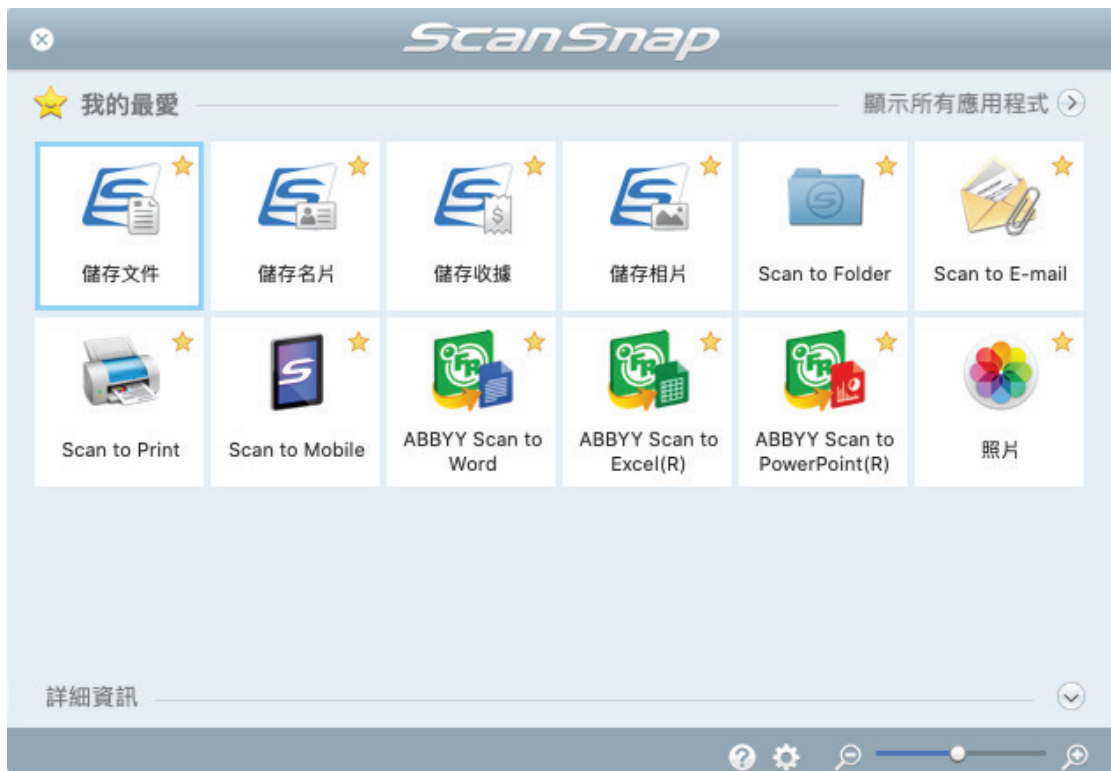 ScanSnap
我的最愛
顯示所有應用程式
儲存文件
儲存名片
儲存收據
儲存相片
Scan to Folder
Scan to E-mail
Scan to Print
Scan to Mobile
ABBYY Scan to
Word
ABBYY Scan to
Excel(R)
ABBYY Scan to
PowerPoint(R)
照片
詳細資訊